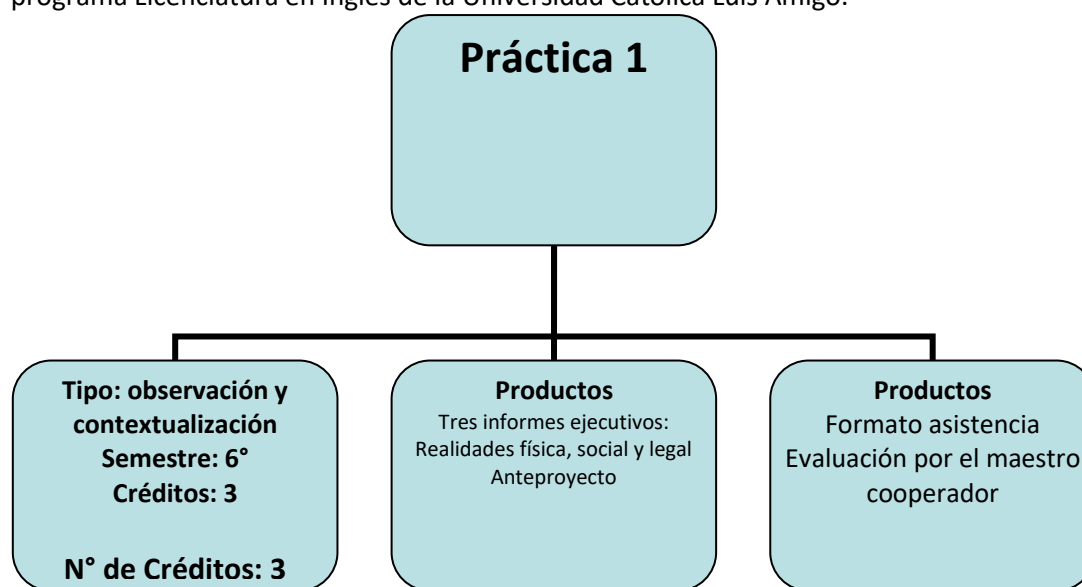 programa Licenciatura en Inglés de la Universidad Católica Luis Amigó.
Práctica 1
Tipo: observación y
contextualización
Semestre: 6°
Créditos: 3
N° de Créditos: 3
Productos
Tres informes ejecutivos:
Realidades física, social y legal
Anteproyecto
Productos
Formato asistencia
Evaluación por el maestro
cooperador